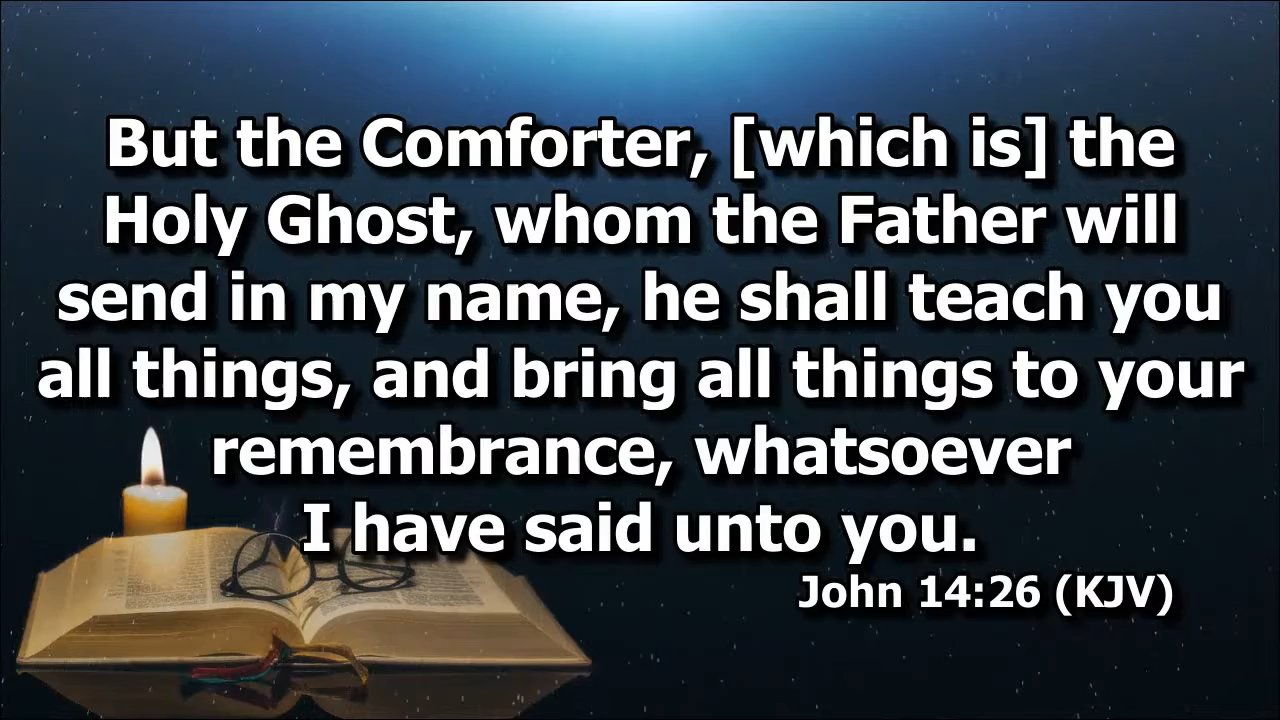 But the Comforter, [which is] the
Holy Ghost, whom the Father will
send in my name, he shall teach you
all things, and bring all things to your
remembrance, whatsoever
I have said unto you.
John 14:26 (KJV)